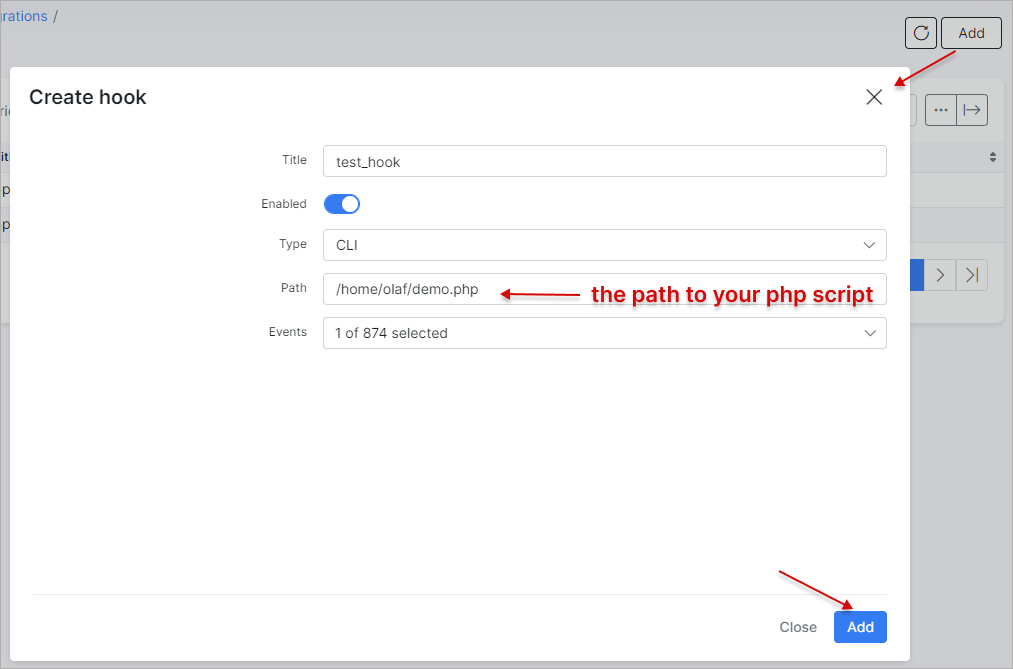 grations /
Add
Create hook
Title
test_hook
Enabled
Type
CLI
Path
/home/olaf/demo.php
the path to your php script
Events
1 of 874 selected
Close
Add